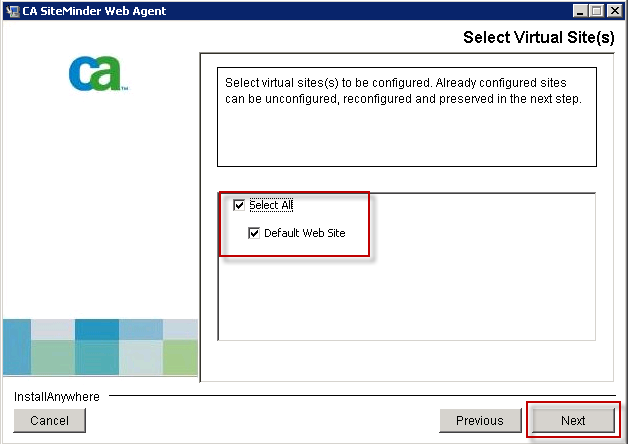 CA SiteMinder Web Agent
Select Virtual Site(s)
ca™
Select virtual sites(s) to be configured. Already configured sites
can be unconfigured, reconfigured and preserved in the next step.
Select All
Default Web Site
InstallAnywhere
Cancel
Previous
Next